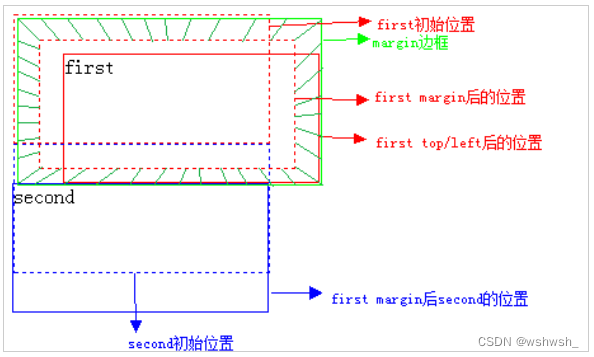 first初始位置
margin边框
first
first margin后的位置
first top/left后的位置
second
first margin后second的位置
second初始位置
CSDN @wshwsh_